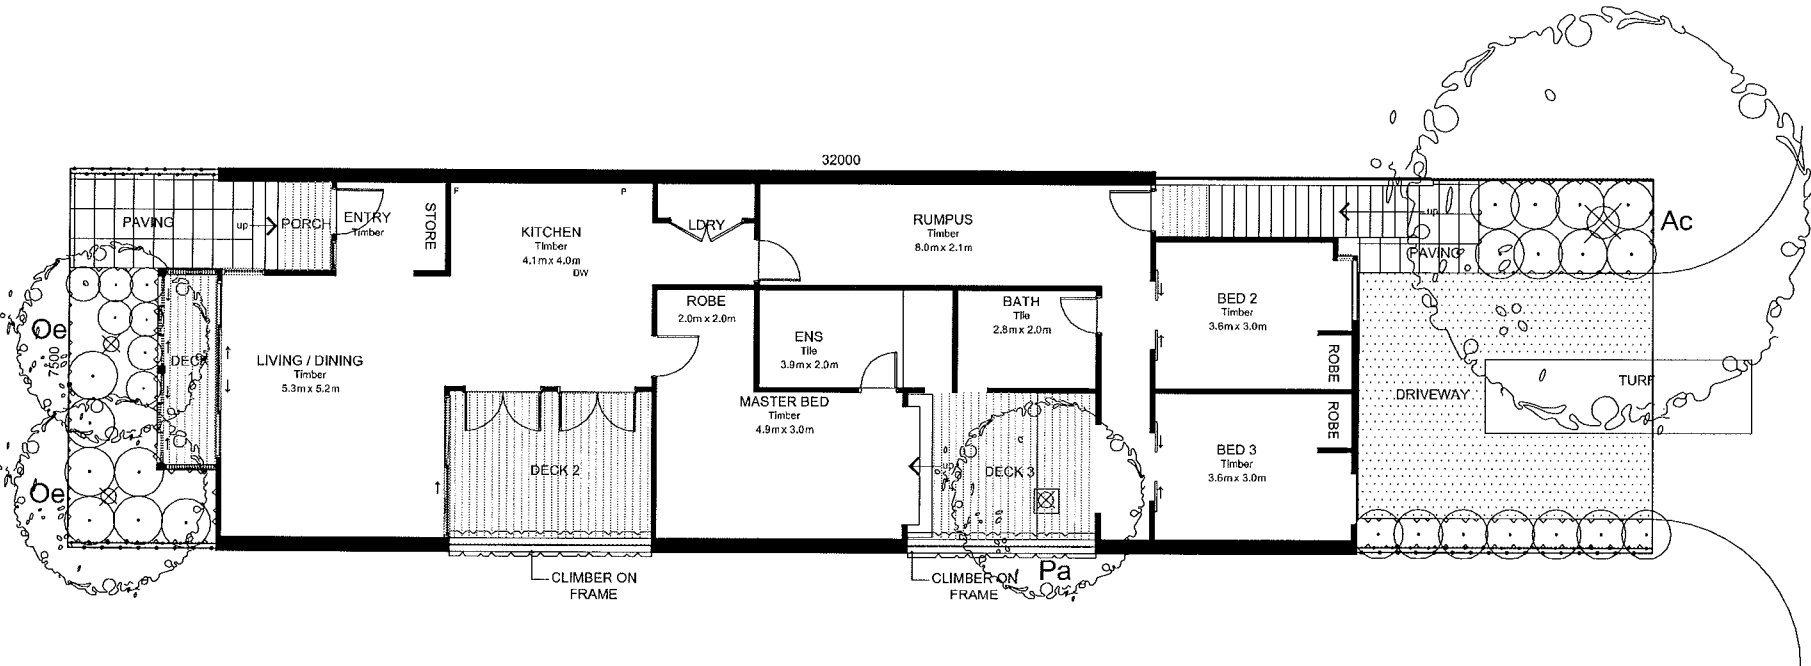 32000
PAVING
up
PORCH
ENTRY
Timber
STORE
F
P
KITCHEN
Timber
4.1m x 4.0m
DW
LDRY
RUMPUS
Timber
8.0m x 2.1m
up
PAVING
Ac
Oe
7500
DECK
LIVING / DINING
Timber
5.3m x 5.2m
ROBE
2.0m x 2.0m
ENS
Tile
3.9m x 2.0m
BATH
Tile
2.8m x 2.0m
BED 2
Timber
3.6m x 3.0m
ROBE
DRIVEWAY
TURF
MASTER BED
Timber
4.9m x 3.0m
ROBE
Oe
DECK 2
up
DECK 3
BED 3
Timber
3.6m x 3.0m
CLIMBER ON
FRAME
CLIMBER ON
FRAME
Pa